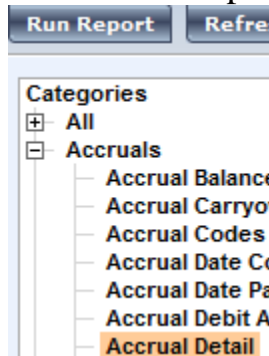 Run Report Refre
Categories
All
Accruals
Accrual Balance
Accrual Carryo
Accrual Codes
Accrual Date Co
Accrual Date Pa
Accrual Debit A
Accrual Detail